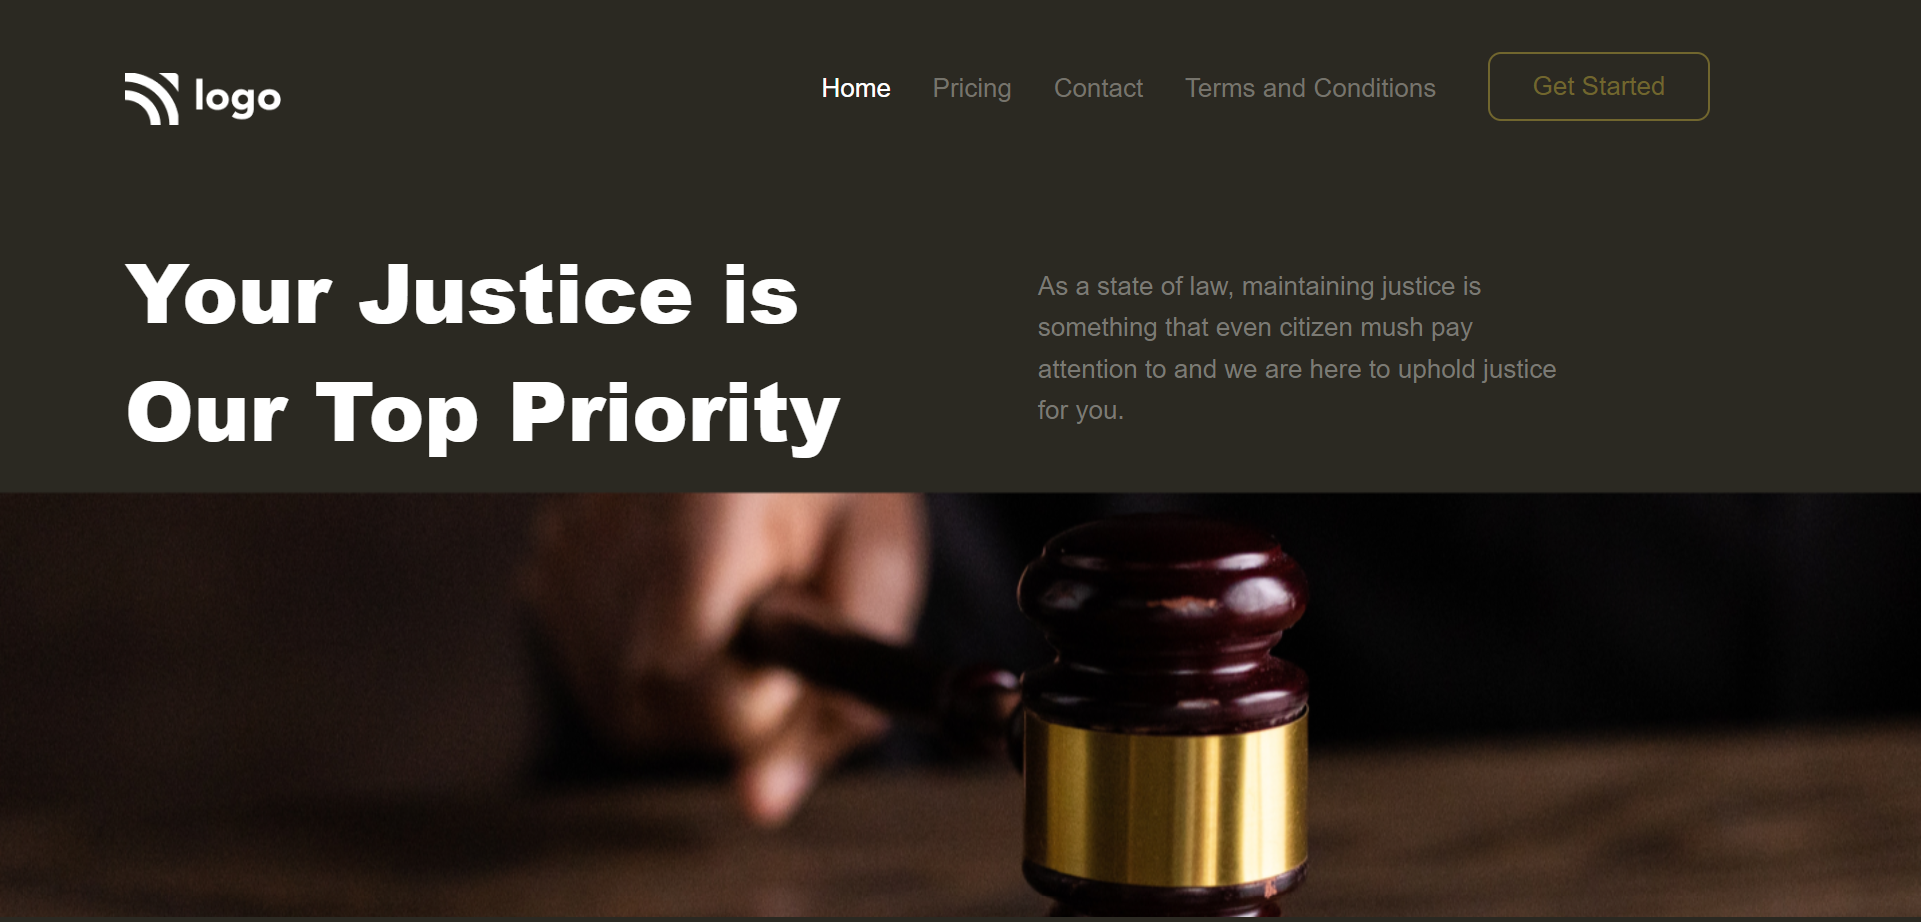 logo
Home Pricing Contact Terms and Conditions Get Started
Your Justice is
Our Top Priority
As a state of law, maintaining justice is
something that even citizen mush pay
attention to and we are here to uphold justice
for you.